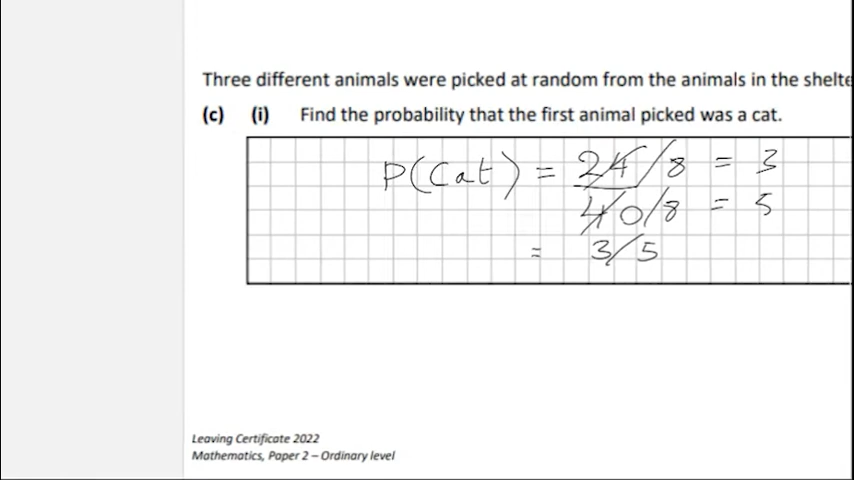 Three different animals were picked at random from the animals in the shelte
(c) (i) Find the probability that the first animal picked was a cat.
P(Cat) = 24/8 = 3
40/8 = 5
= 3/5
Leaving Certificate 2022
Mathematics, Paper 2 – Ordinary level